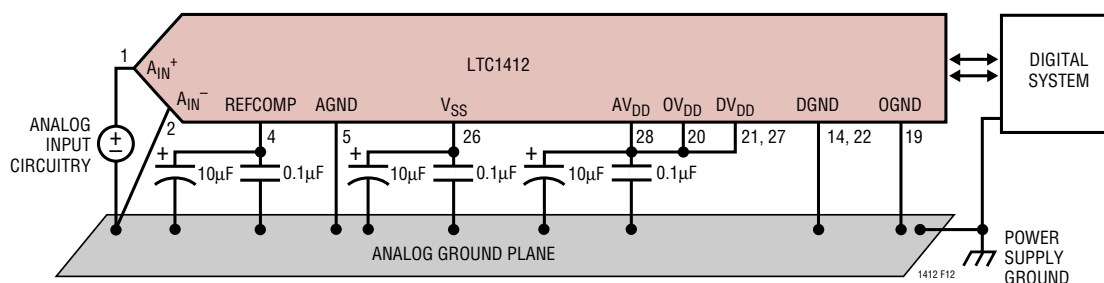 1
A_IN^+
A_IN^−
2
LTC1412
REFCOMP
AGND
V_SS
AV_DD
OV_DD
DV_DD
DGND
OGND
4
5
26
28
20
21, 27
14, 22
19
DIGITAL
SYSTEM
ANALOG
INPUT
CIRCUITRY
+
−
+
10µF
0.1µF
+
10µF
0.1µF
+
10µF
0.1µF
ANALOG GROUND PLANE
POWER
SUPPLY
GROUND
1412 F12